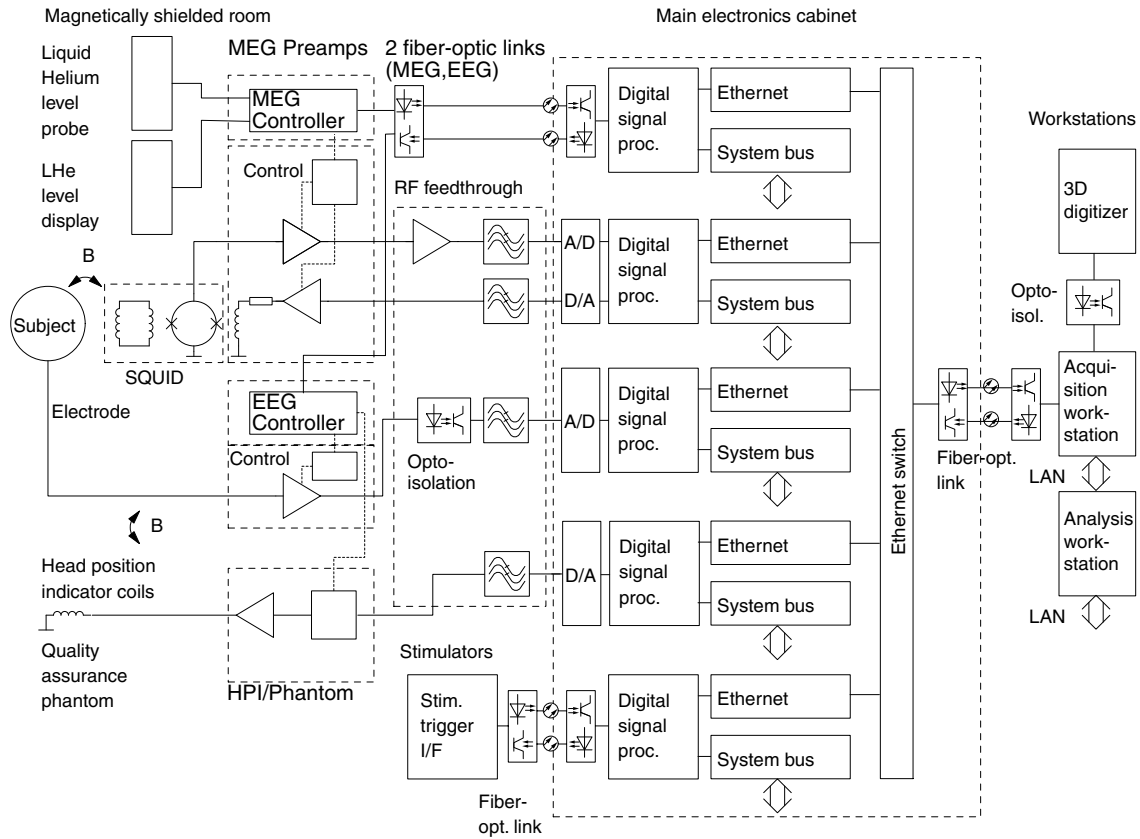 Magnetically shielded room
Main electronics cabinet
Liquid
Helium
level
probe
LHe
level
display
MEG Preamps
MEG
Controller
Control
2 fiber-optic links
(MEG,EEG)
RF feedthrough
B
Subject
SQUID
Electrode
EEG
Controller
Control
Opto-
isolation
B
Head position
indicator coils
Quality
assurance
phantom
HPI/Phantom
Stimulators
Stim.
trigger
I/F
Fiber-
opt. link
Digital
signal
proc.
Ethernet
System bus
A/D
D/A
Digital
signal
proc.
Ethernet
System bus
A/D
Digital
signal
proc.
Ethernet
System bus
D/A
Digital
signal
proc.
Ethernet
System bus
Digital
signal
proc.
Ethernet
System bus
Ethernet switch
Fiber-opt.
link
Workstations
3D
digitizer
Opto-
isol.
Acqui-
sition
work-
station
LAN
Analysis
work-
station
LAN